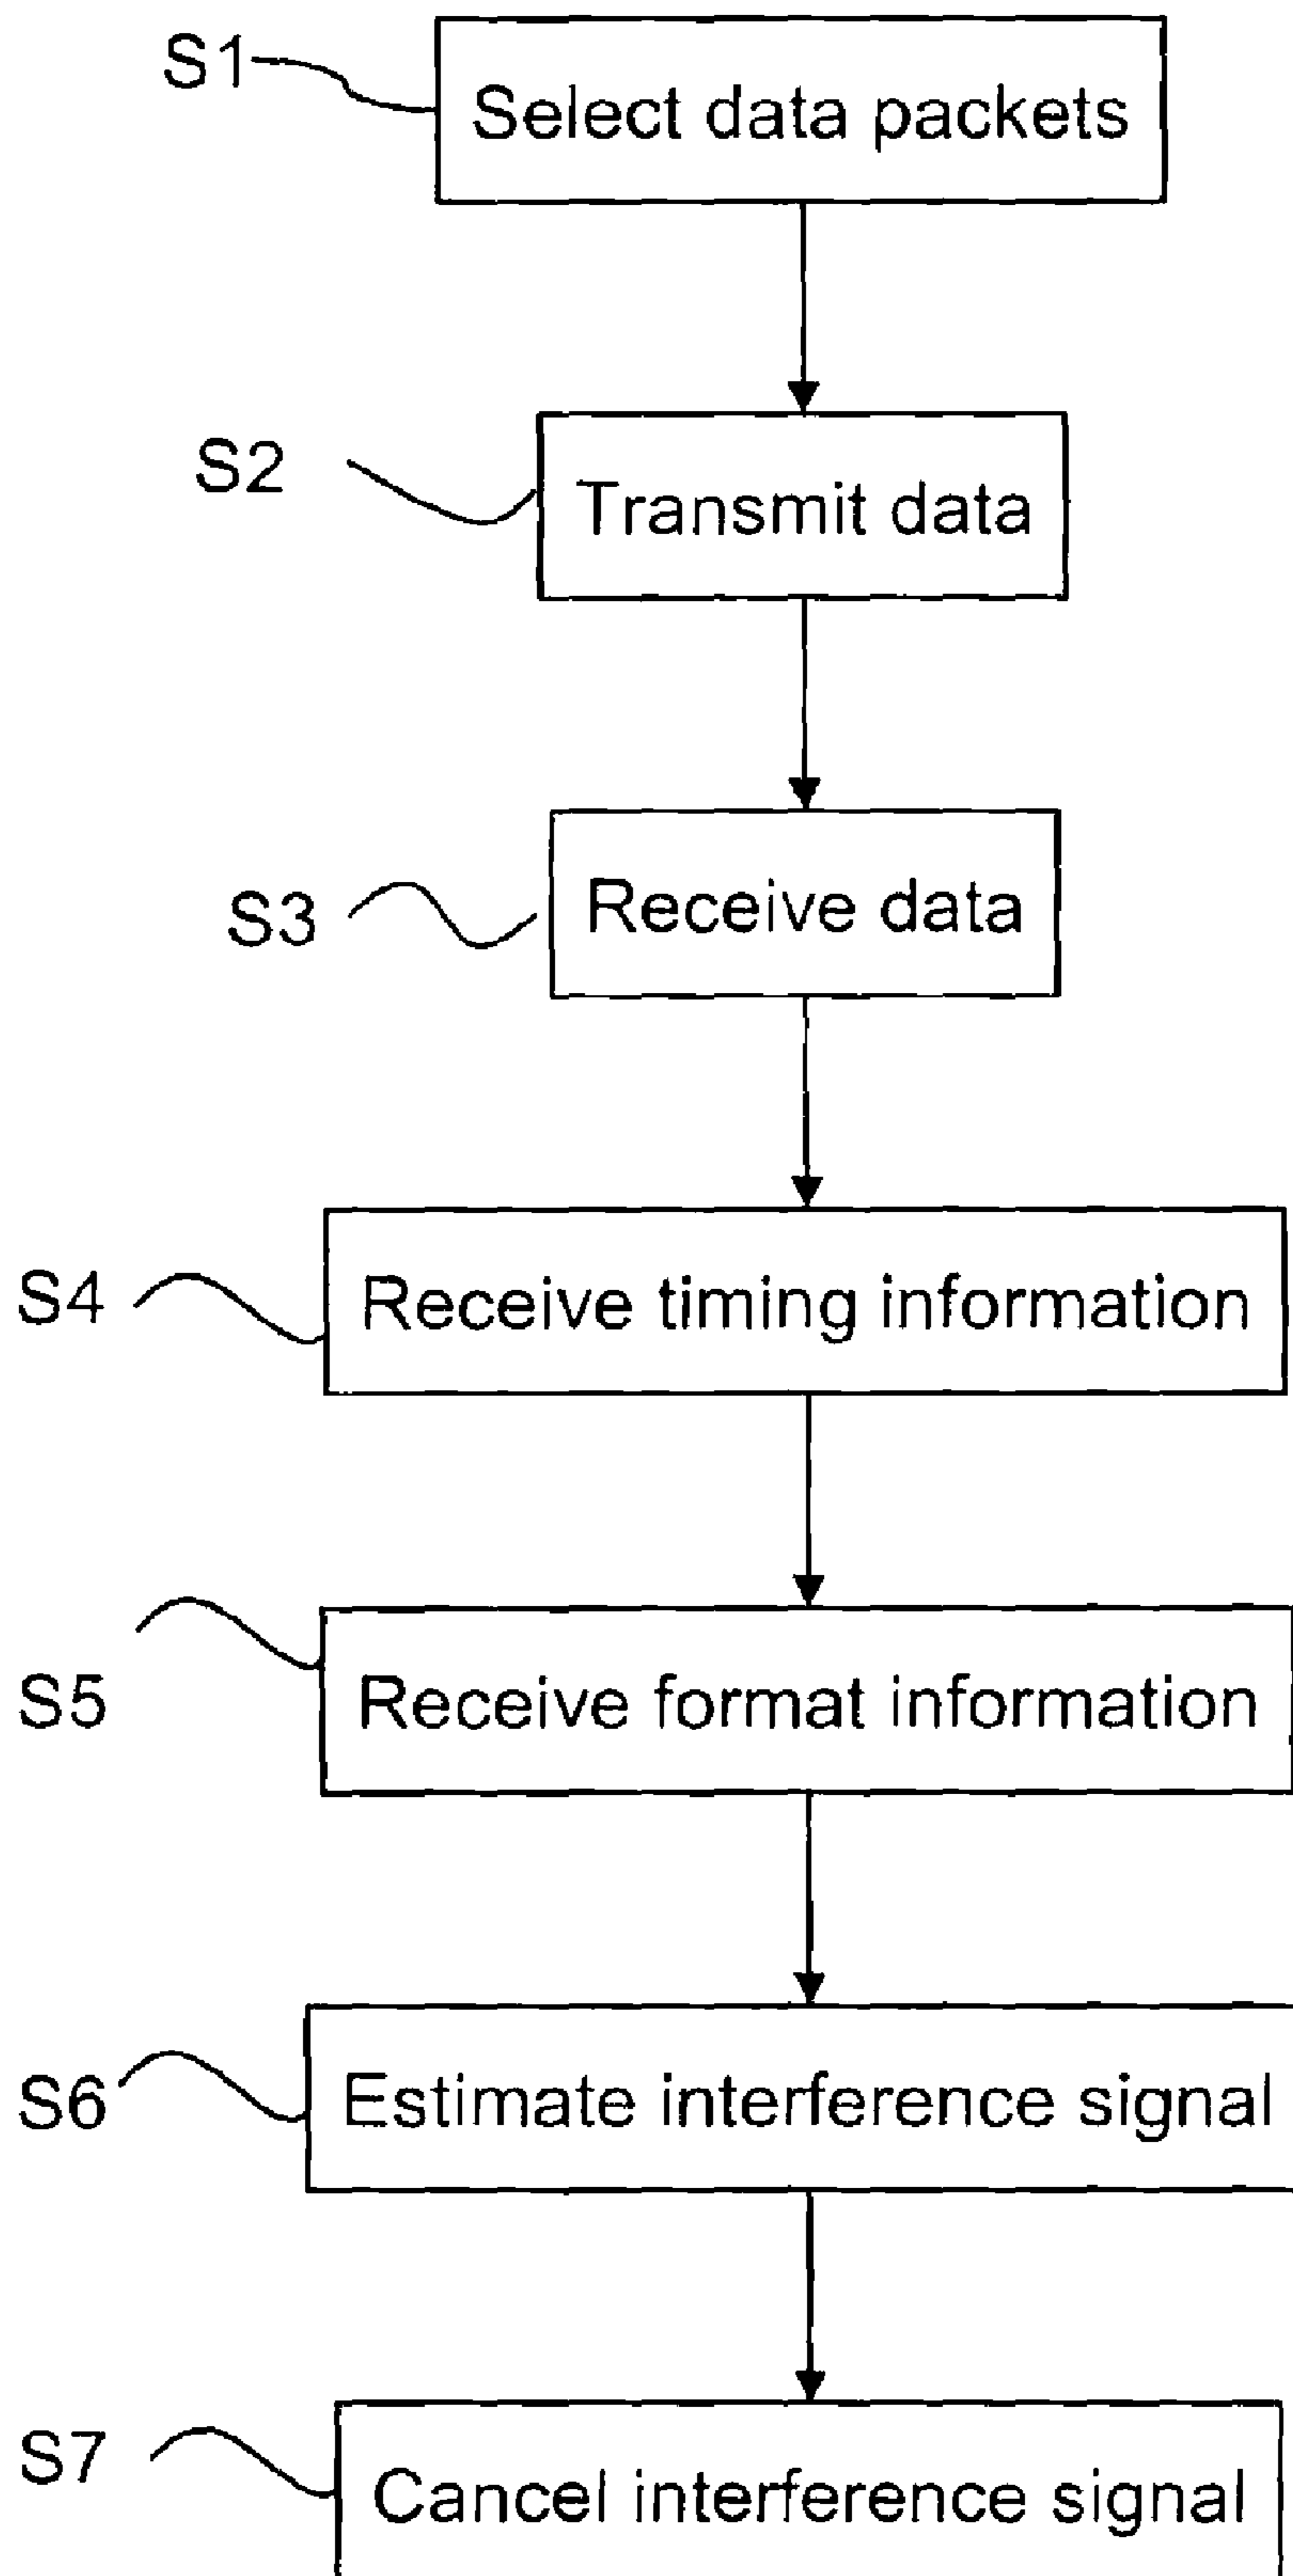 S1
Select data packets
S2
Transmit data
S3
Receive data
S4
Receive timing information
S5
Receive format information
S6
Estimate interference signal
S7
Cancel interference signal